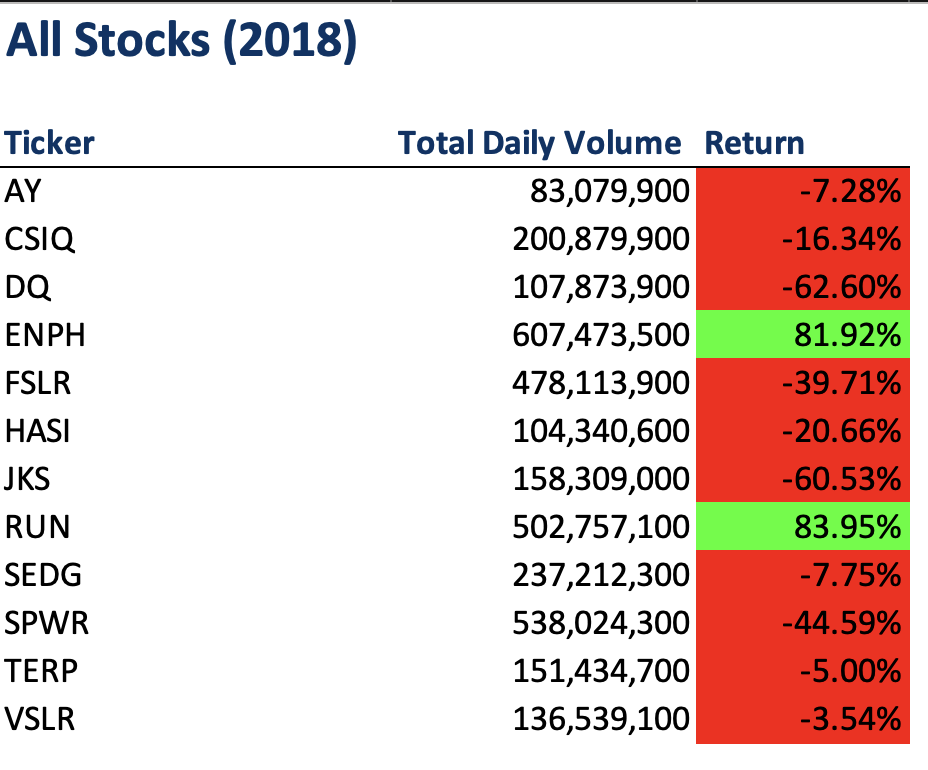 All Stocks (2018)
Ticker Total Daily Volume Return
AY 83,079,900 -7.28%
CSIQ 200,879,900 -16.34%
DQ 107,873,900 -62.60%
ENPH 607,473,500 81.92%
FSLR 478,113,900 -39.71%
HASI 104,340,600 -20.66%
JKS 158,309,000 -60.53%
RUN 502,757,100 83.95%
SEDG 237,212,300 -7.75%
SPWR 538,024,300 -44.59%
TERP 151,434,700 -5.00%
VSLR 136,539,100 -3.54%